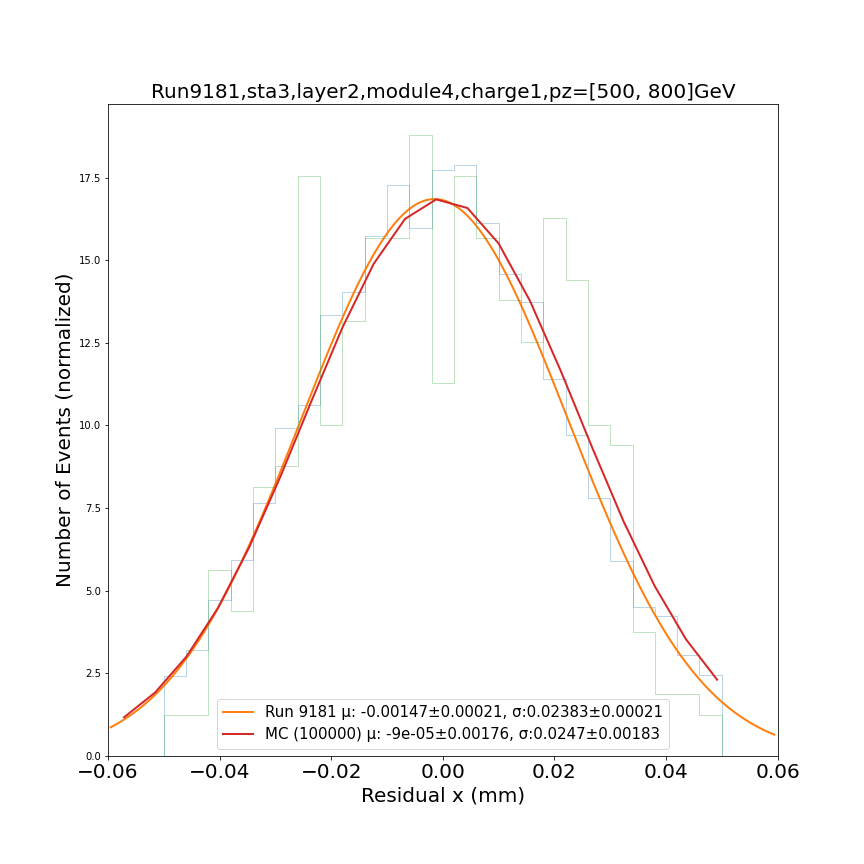 Run9181,sta3,layer2,module4,charge1,pz=[500, 800]GeV
Number of Events (normalized)
17.5
15.0
12.5
10.0
7.5
5.0
2.5
0.0
Run 9181 μ: -0.00147±0.00021, σ:0.02383±0.00021
MC (100000) μ: -9e-05±0.00176, σ:0.0247±0.00183
−0.06 −0.04 −0.02 0.00 0.02 0.04 0.06
Residual x (mm)